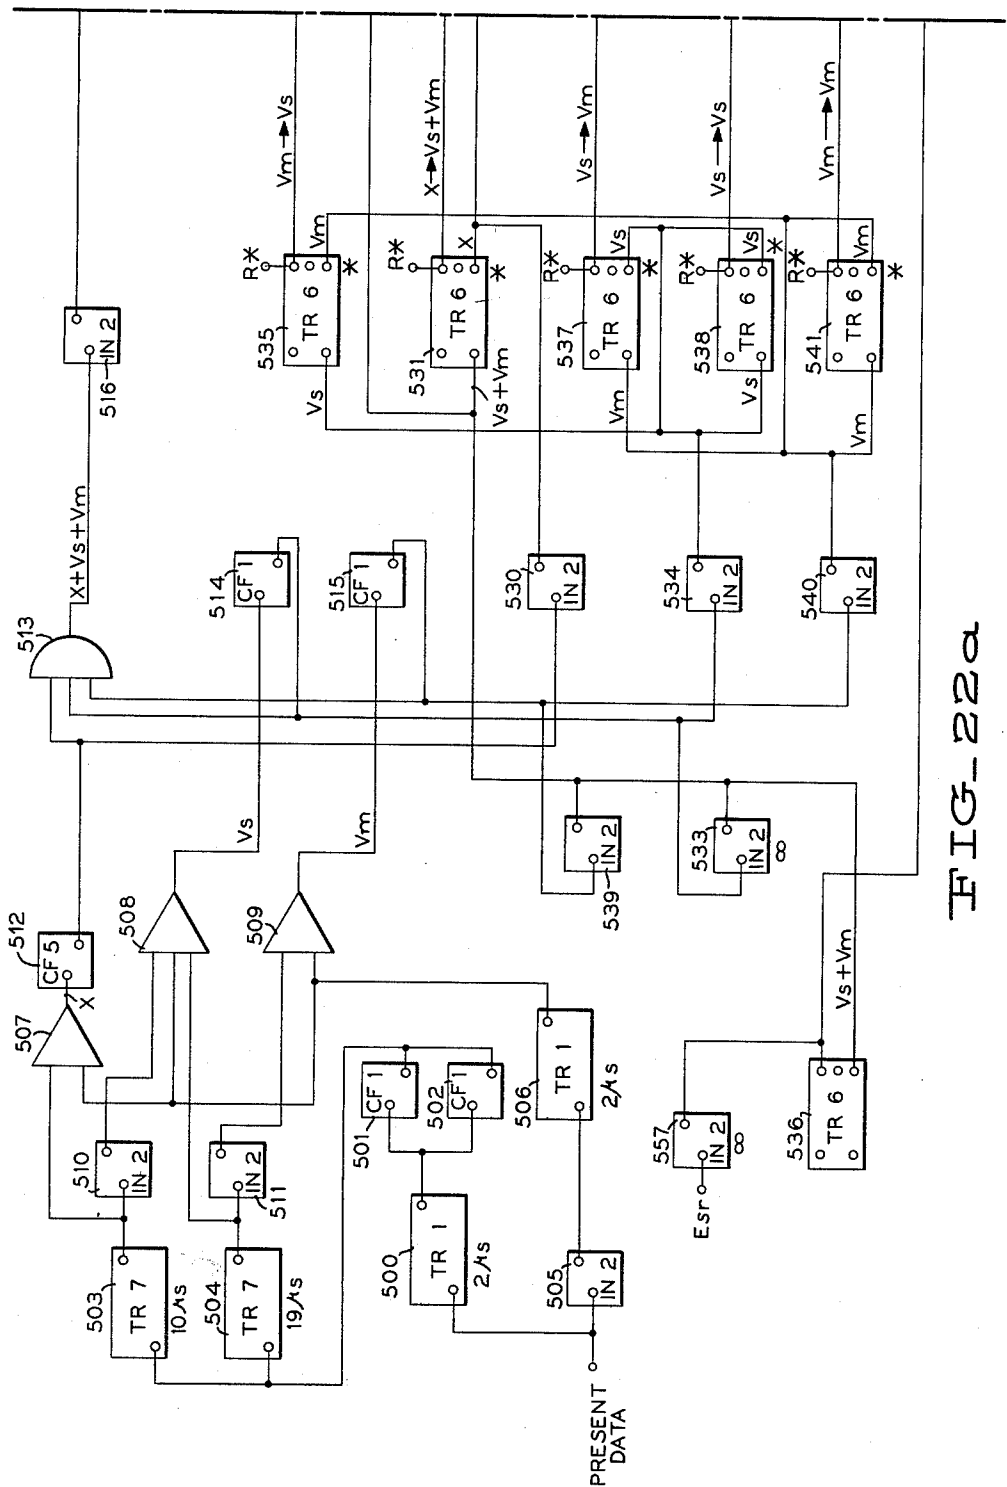 516
IN 2
X+Vs+Vm
513
512
CF 5
X
507
510
IN 2
503
TR 7
10µs
504
TR 7
19µs
511
IN 2
508
Vs
514
CF 1
509
Vm
515
CF 1
501
CF 1
502
CF 1
500
TR 1
2µs
505
IN 2
506
TR 1
2µs
PRESENT
DATA
535
TR 6
R*
Vm→Vs
Vs
Vm
*
531
TR 6
R*
X→Vs+Vm
Vs+Vm
X
*
537
TR 6
R*
Vs→Vm
Vm
Vs
*
538
TR 6
R*
Vs→Vs
Vs
Vs
*
541
TR 6
R*
Vm→Vm
Vm
Vm
*
530
IN 2
534
IN 2
540
IN 2
539
IN 2
533
IN 2
∞
557
IN 2
∞
Esr
536
TR 6
Vs+Vm
FIG_22a